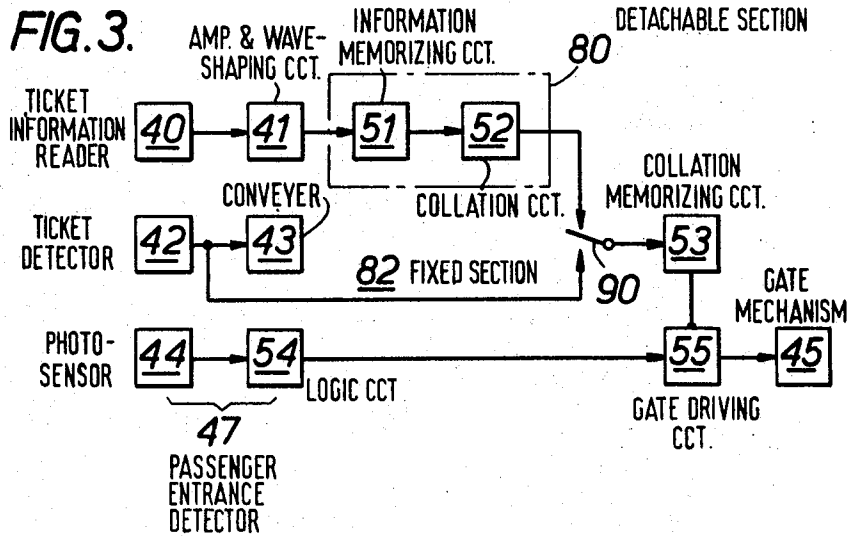 FIG. 3.
AMP. & WAVE-
SHAPING CCT.
INFORMATION
MEMORIZING CCT.
DETACHABLE SECTION
80
TICKET
INFORMATION
READER
40
41
51
52
COLLATION CCT.
COLLATION
MEMORIZING CCT.
TICKET
DETECTOR
42
CONVEYER
43
82 FIXED SECTION
90
53
GATE
MECHANISM
PHOTO-
SENSOR
44
54
LOGIC CCT
55
45
GATE DRIVING
CCT.
47
PASSENGER
ENTRANCE
DETECTOR